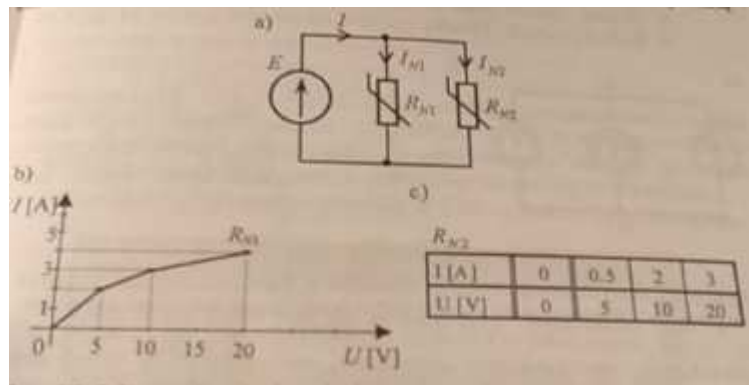 a)
I
E
I_N1
I_N2
R_N1
R_N2
b)
I [A]
5
3
1
0
5
10
15
20
U [V]
R_N1
c)
R_N2
I [A] 0 0.5 2 3
U [V] 0 5 10 20